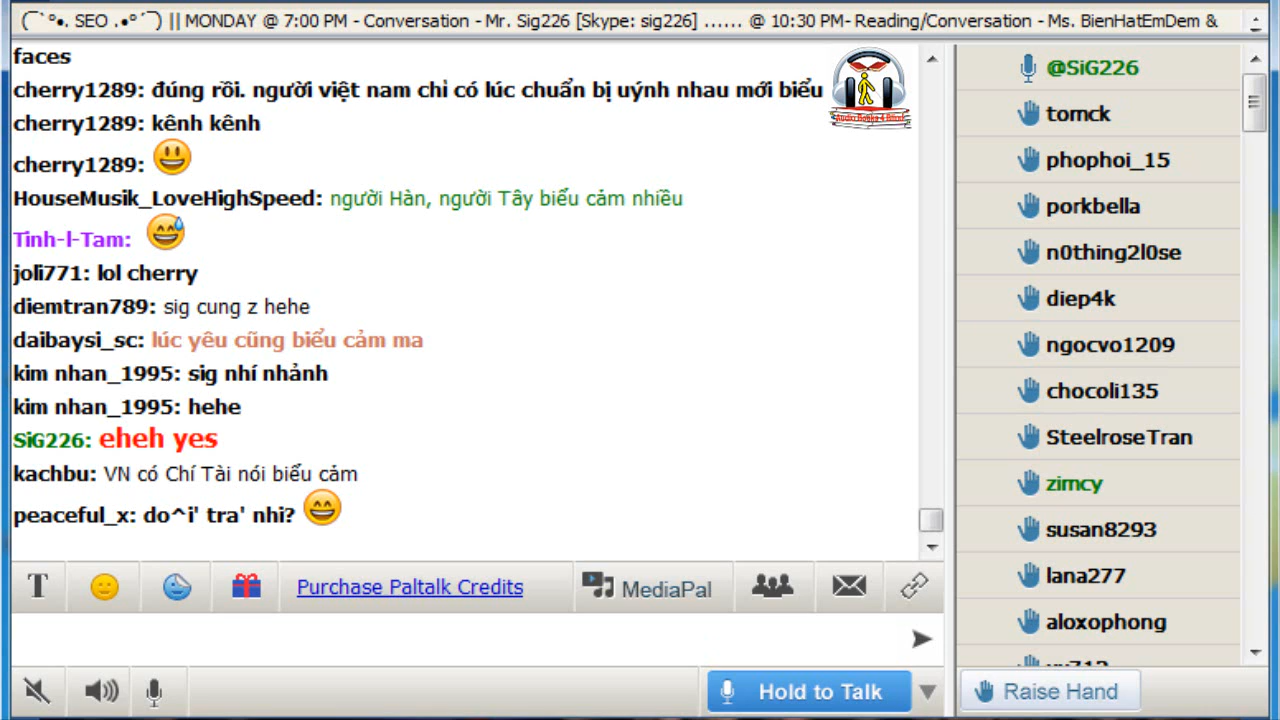 (¯`°•. SEO .•°´¯) || MONDAY @ 7:00 PM - Conversation - Mr. Sig226 [Skype: sig226] ...... @ 10:30 PM- Reading/Conversation - Ms. BienHatEmDem &
faces
cherry1289: đúng rồi. người việt nam chỉ có lúc chuẩn bị uýnh nhau mới biểu
cherry1289: kênh kênh
cherry1289: 😃
HouseMusik_LoveHighSpeed: người Hàn, người Tây biểu cảm nhiều
Tinh-l-Tam: 😅
joli771: lol cherry
diemtran789: sig cung z hehe
daibaysi_sc: lúc yêu cũng biểu cảm ma
kim nhan_1995: sig nhí nhảnh
kim nhan_1995: hehe
SiG226: eheh yes
kachbu: VN có Chí Tài nói biểu cảm
peaceful_x: do^i' tra' nhi? 😄
Audio Books 4 Blind
Purchase Paltalk Credits
MediaPal
Hold to Talk
@SiG226
tomck
phophoi_15
porkbella
n0thing2l0se
diep4k
ngocvo1209
chocoli135
SteelroseTran
zimcy
susan8293
lana277
aloxophong
Raise Hand